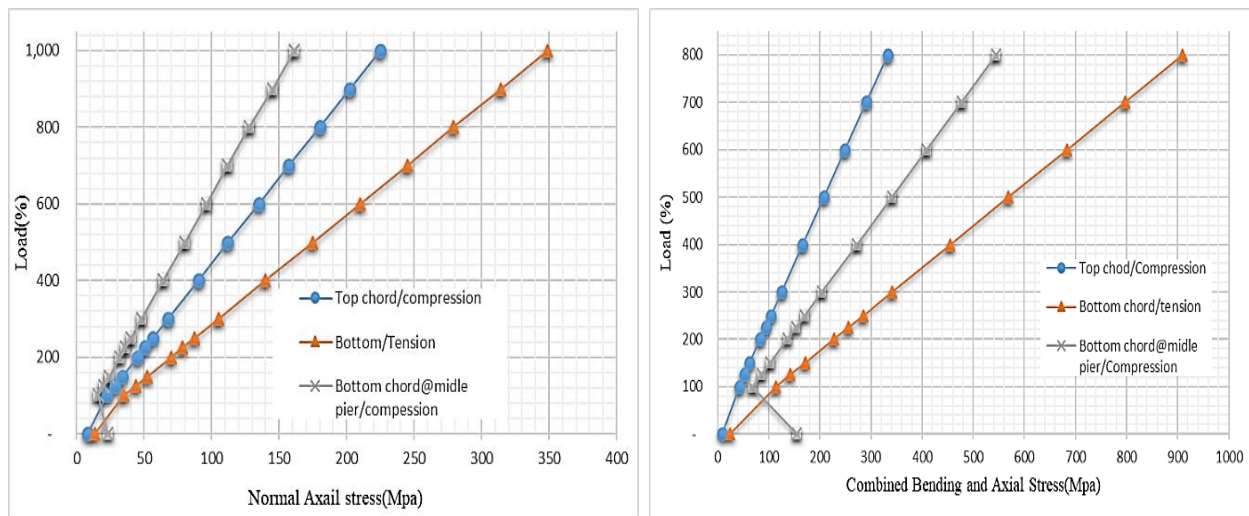 1,000
800
600
400
200
-
Load(%)
Top chord/compression
Bottom/Tension
Bottom chord@midle
pier/compession
0 50 100 150 200 250 300 350 400
Normal Axail stress(Mpa)
800
700
600
500
400
300
200
100
-
Load (%)
Top chod/Compression
Bottom chord/tension
Bottom chord@midle
pier/Compression
0 100 200 300 400 500 600 700 800 900 1000
Combined Bending and Axial Stress(Mpa)